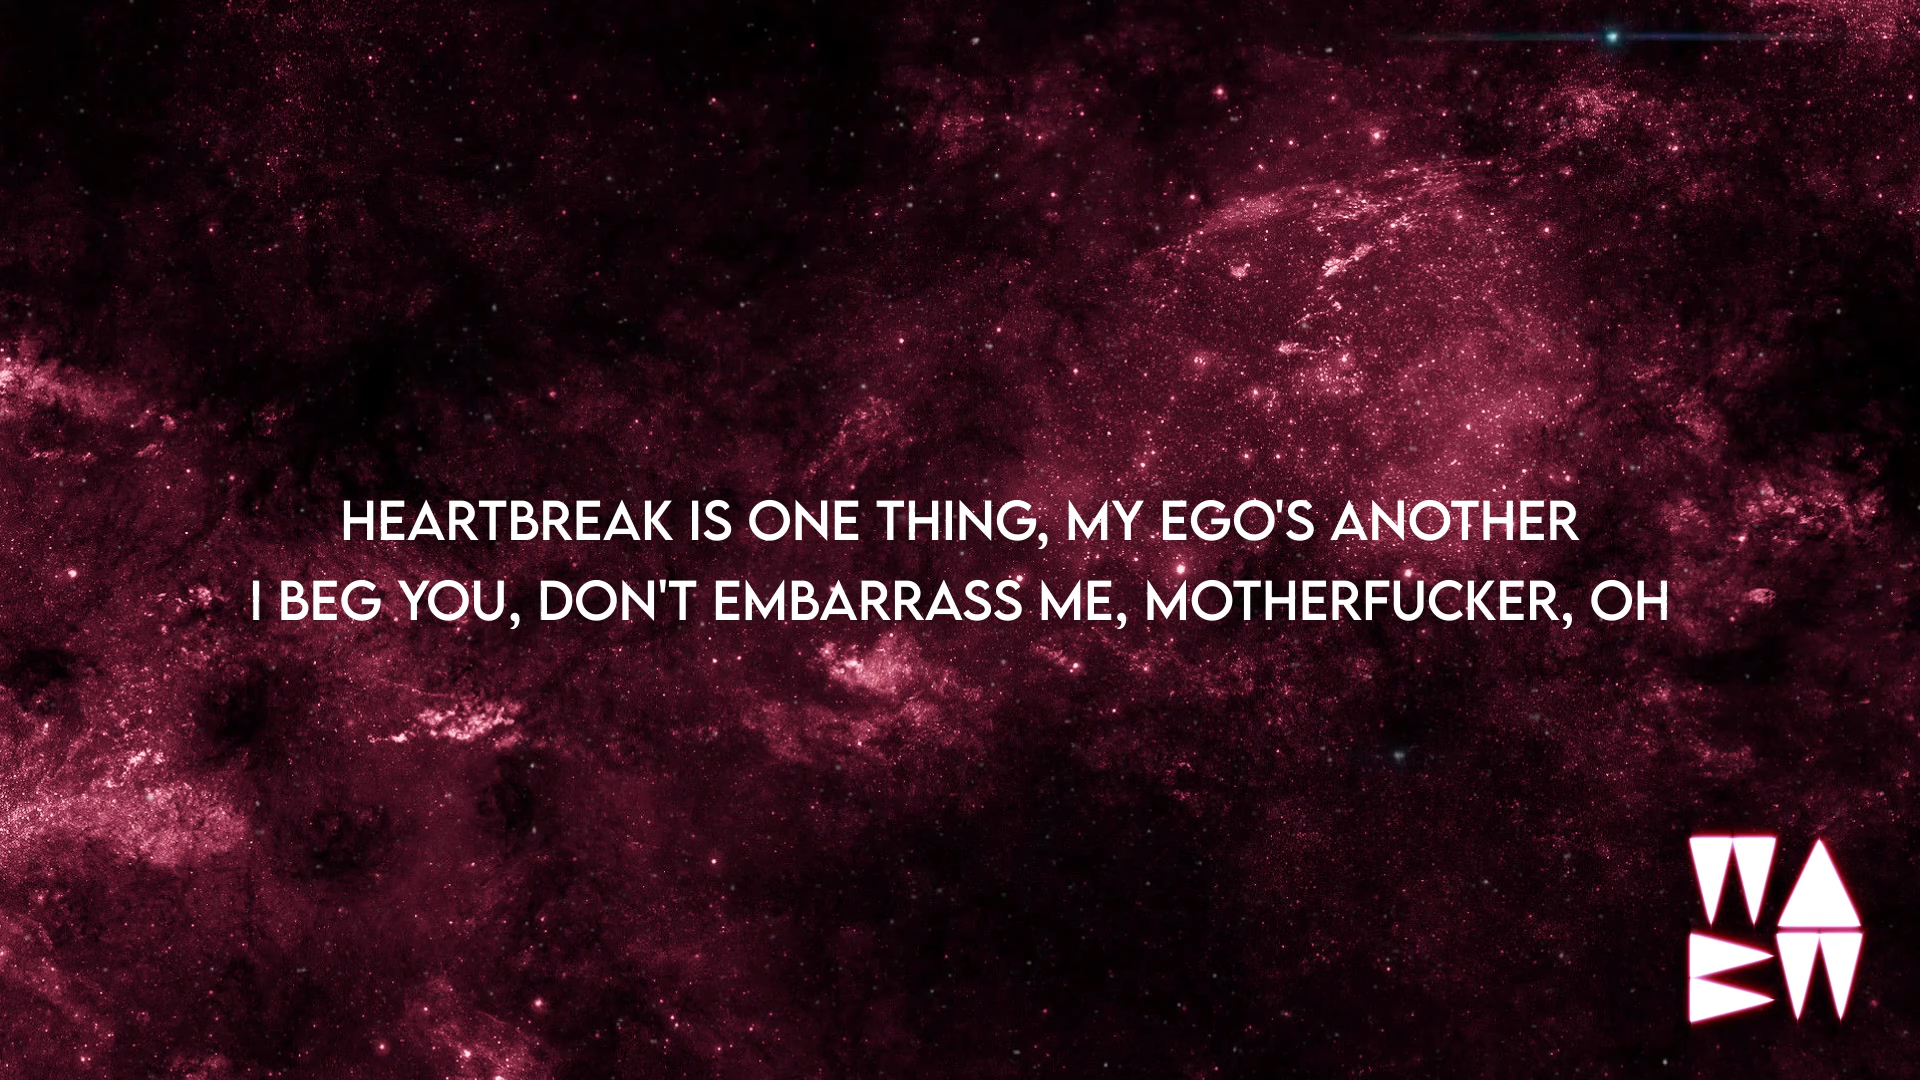 HEARTBREAK IS ONE THING, MY EGO'S ANOTHER
I BEG YOU, DON'T EMBARRASS ME, MOTHERFUCKER, OH